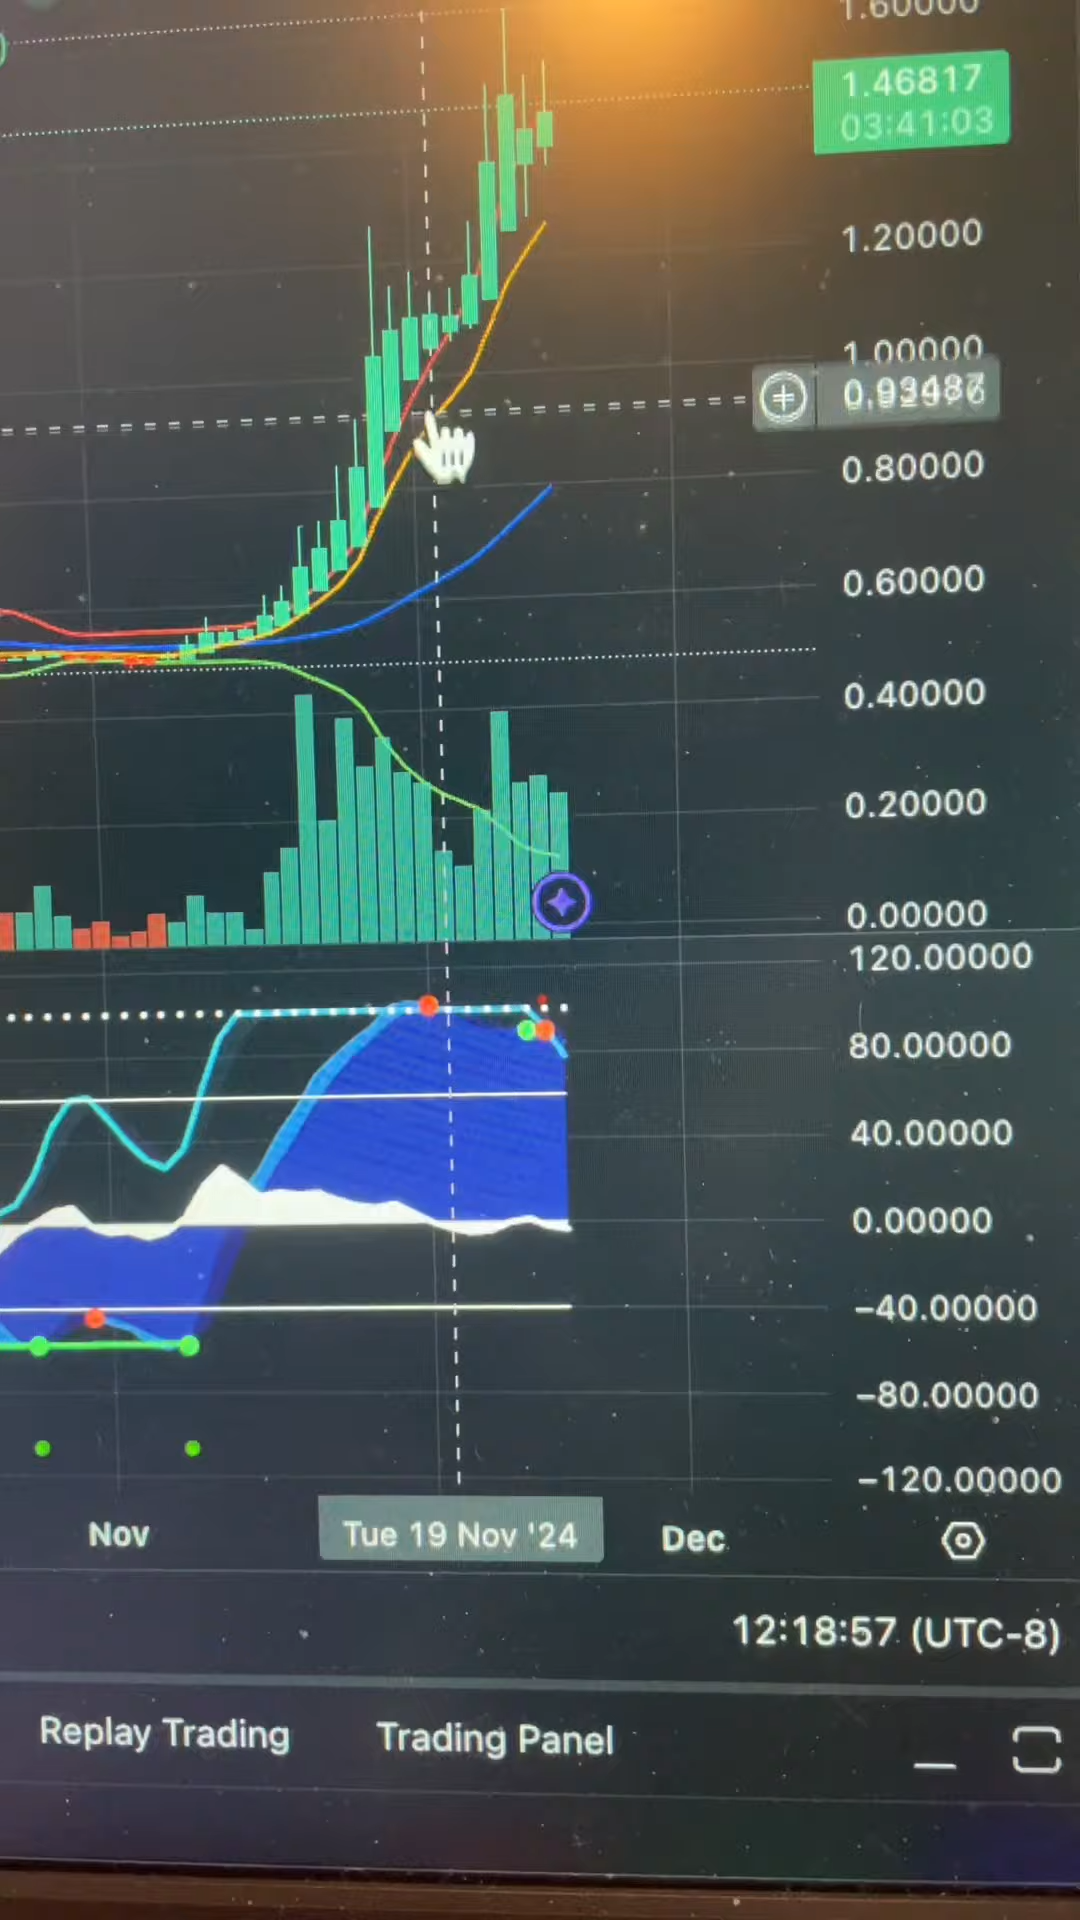 1.60000
1.46817
03:41:03
1.20000
1.00000
0.80000
0.60000
0.40000
0.20000
0.00000
120.00000
80.00000
40.00000
0.00000
−40.00000
−80.00000
−120.00000
Nov
Tue 19 Nov '24
Dec
12:18:57 (UTC-8)
Replay Trading
Trading Panel